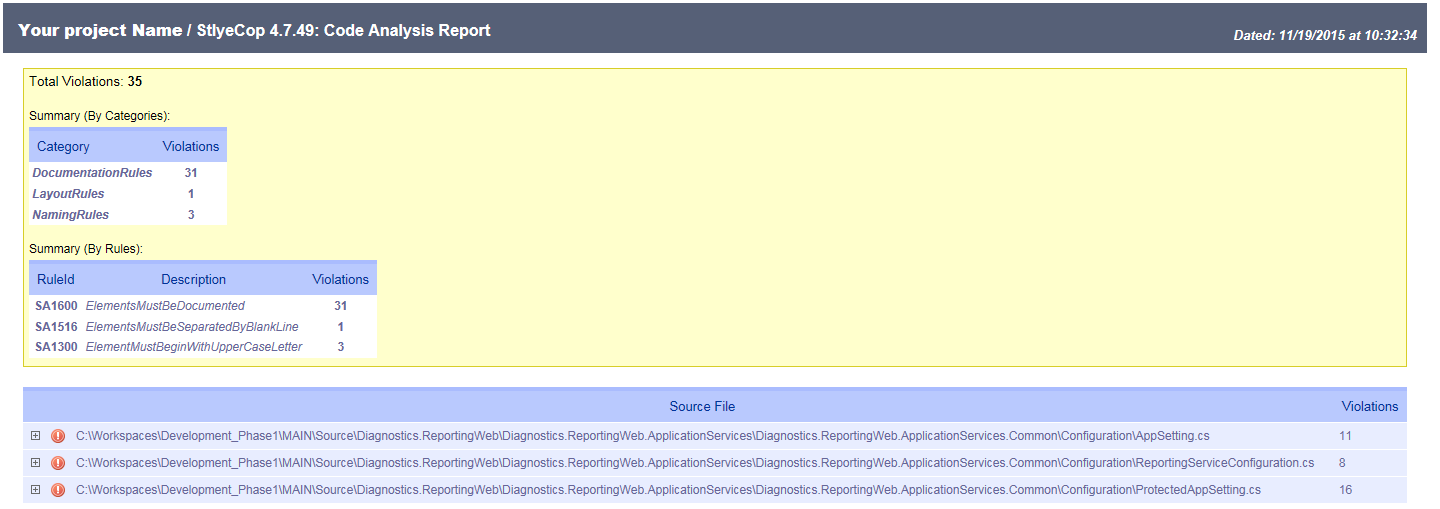 Your project Name / StlyeCop 4.7.49: Code Analysis Report
Dated: 11/19/2015 at 10:32:34
Total Violations: 35
Summary (By Categories):
Category Violations
DocumentationRules 31
LayoutRules 1
NamingRules 3
Summary (By Rules):
RuleId Description Violations
SA1600 ElementsMustBeDocumented 31
SA1516 ElementsMustBeSeparatedByBlankLine 1
SA1300 ElementMustBeginWithUpperCaseLetter 3
Source File Violations
C:\Workspaces\Development_Phase1\MAIN\Source\Diagnostics.ReportingWeb\Diagnostics.ReportingWeb.ApplicationServices\Diagnostics.ReportingWeb.ApplicationServices.Common\Configuration\AppSetting.cs 11
C:\Workspaces\Development_Phase1\MAIN\Source\Diagnostics.ReportingWeb\Diagnostics.ReportingWeb.ApplicationServices\Diagnostics.ReportingWeb.ApplicationServices.Common\Configuration\ReportingServiceConfiguration.cs 8
C:\Workspaces\Development_Phase1\MAIN\Source\Diagnostics.ReportingWeb\Diagnostics.ReportingWeb.ApplicationServices\Diagnostics.ReportingWeb.ApplicationServices.Common\Configuration\ProtectedAppSetting.cs 16